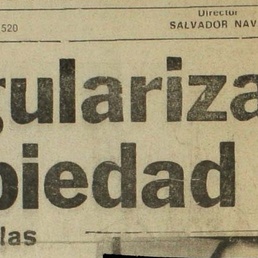 Director
520 SALVADOR NAV
gulariza
piedad
las